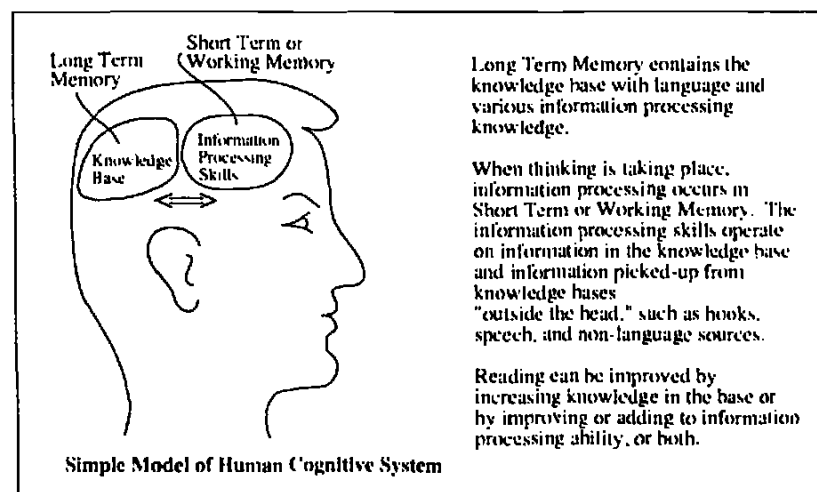 Long Term
Memory
Short Term or
Working Memory
Knowledge
Base
Information
Processing
Skills
Simple Model of Human Cognitive System
Long Term Memory contains the
knowledge base with language and
various information processing
knowledge.
When thinking is taking place,
information processing occurs in
Short Term or Working Memory. The
information processing skills operate
on information in the knowledge base
and information picked-up from
knowledge bases
"outside the head," such as books,
speech, and non-language sources.
Reading can be improved by
increasing knowledge in the base or
by improving or adding to information
processing ability, or both.